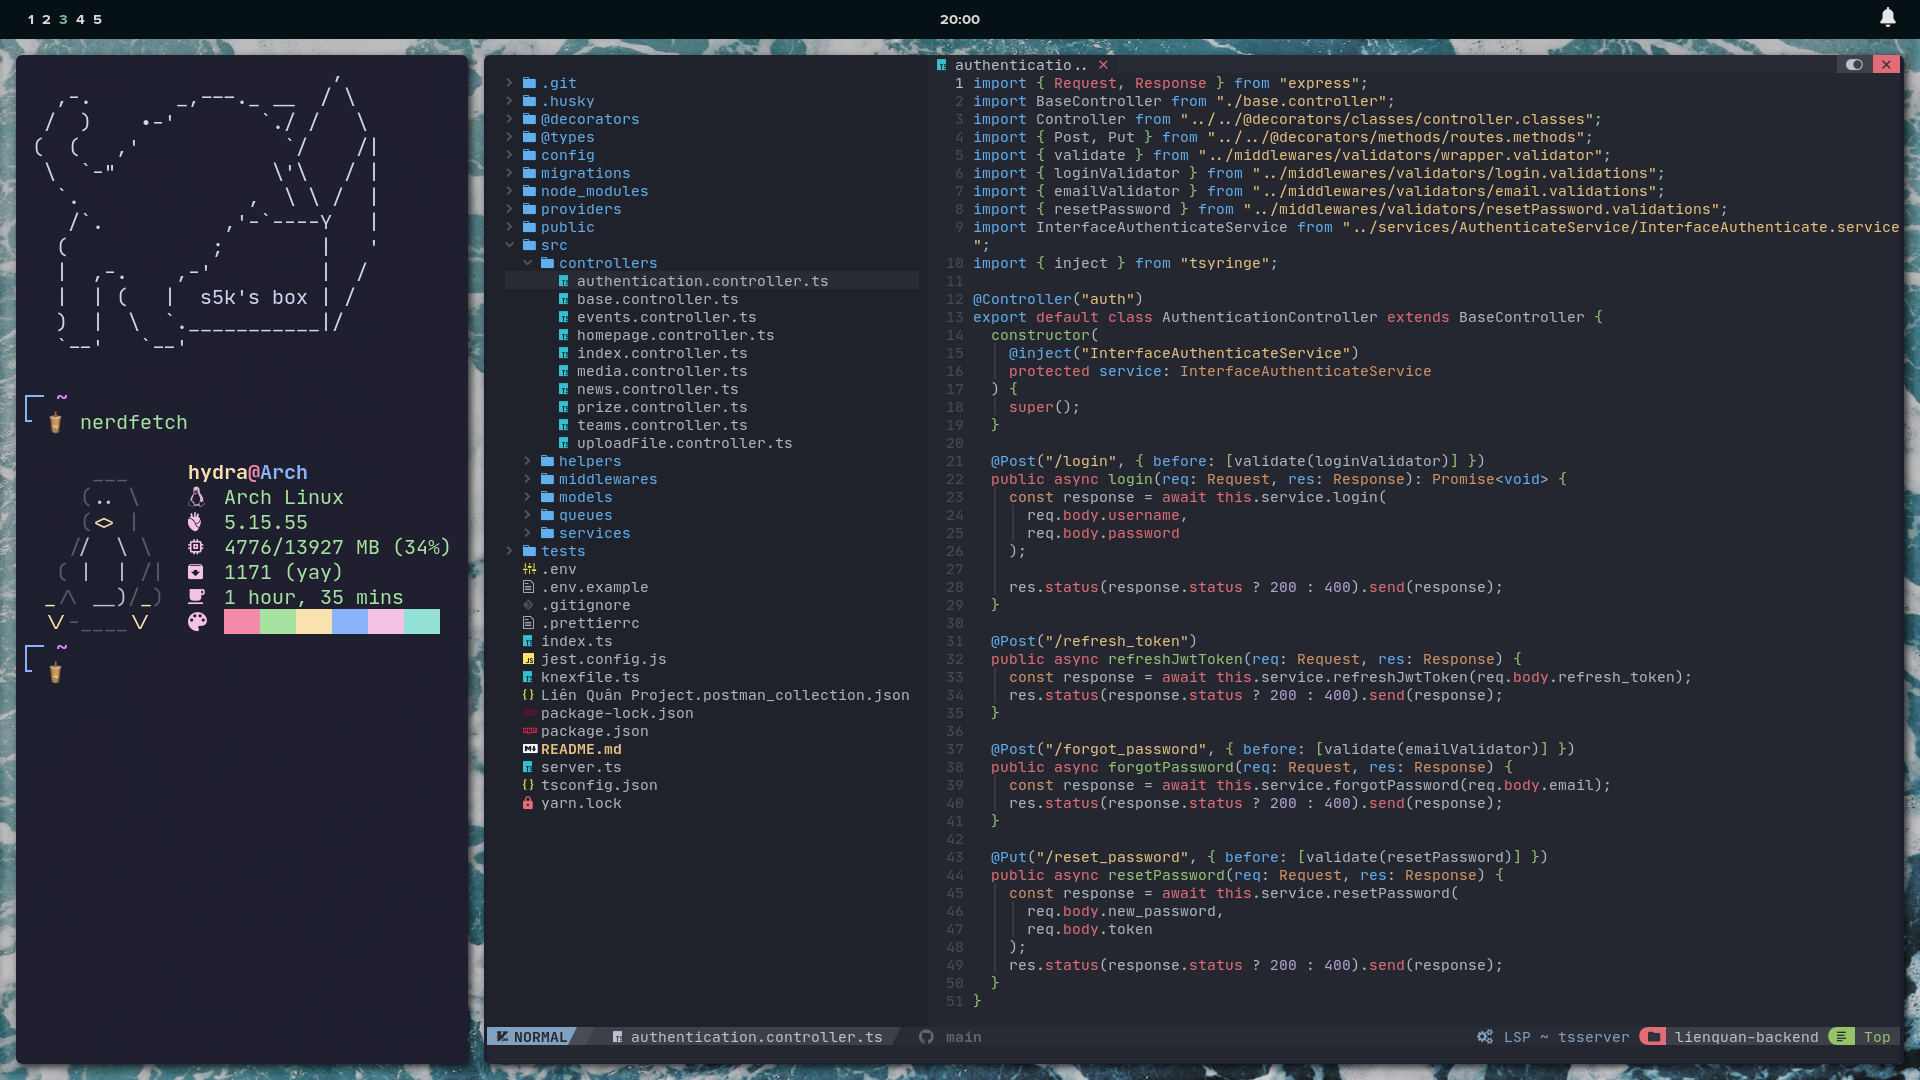 1 2 3 4 5
20:00
s5k's box
~
nerdfetch
hydra@Arch
Arch Linux
5.15.55
4776/13927 MB (34%)
1171 (yay)
1 hour, 35 mins
~
.git
.husky
@decorators
@types
config
migrations
node_modules
providers
public
src
controllers
authentication.controller.ts
base.controller.ts
events.controller.ts
homepage.controller.ts
index.controller.ts
media.controller.ts
news.controller.ts
prize.controller.ts
teams.controller.ts
uploadFile.controller.ts
helpers
middlewares
models
queues
services
tests
.env
.env.example
.gitignore
.prettierrc
index.ts
jest.config.js
knexfile.ts
Liên Quân Project.postman_collection.json
package-lock.json
package.json
README.md
server.ts
tsconfig.json
yarn.lock
authenticatio..
1 import { Request, Response } from "express";
2 import BaseController from "./base.controller";
3 import Controller from "../../@decorators/classes/controller.classes";
4 import { Post, Put } from "../../@decorators/methods/routes.methods";
5 import { validate } from "../middlewares/validators/wrapper.validator";
6 import { loginValidator } from "../middlewares/validators/login.validations";
7 import { emailValidator } from "../middlewares/validators/email.validations";
8 import { resetPassword } from "../middlewares/validators/resetPassword.validations";
9 import InterfaceAuthenticateService from "../services/AuthenticateService/InterfaceAuthenticate.service
";
10 import { inject } from "tsyringe";
11
12 @Controller("auth")
13 export default class AuthenticationController extends BaseController {
14 constructor(
15 @inject("InterfaceAuthenticateService")
16 protected service: InterfaceAuthenticateService
17 ) {
18 super();
19 }
20
21 @Post("/login", { before: [validate(loginValidator)] })
22 public async login(req: Request, res: Response): Promise<void> {
23 const response = await this.service.login(
24 req.body.username,
25 req.body.password
26 );
27
28 res.status(response.status ? 200 : 400).send(response);
29 }
30
31 @Post("/refresh_token")
32 public async refreshJwtToken(req: Request, res: Response) {
33 const response = await this.service.refreshJwtToken(req.body.refresh_token);
34 res.status(response.status ? 200 : 400).send(response);
35 }
36
37 @Post("/forgot_password", { before: [validate(emailValidator)] })
38 public async forgotPassword(req: Request, res: Response) {
39 const response = await this.service.forgotPassword(req.body.email);
40 res.status(response.status ? 200 : 400).send(response);
41 }
42
43 @Put("/reset_password", { before: [validate(resetPassword)] })
44 public async resetPassword(req: Request, res: Response) {
45 const response = await this.service.resetPassword(
46 req.body.new_password,
47 req.body.token
48 );
49 res.status(response.status ? 200 : 400).send(response);
50 }
51 }
NORMAL authentication.controller.ts main LSP ~ tsserver lienquan-backend Top